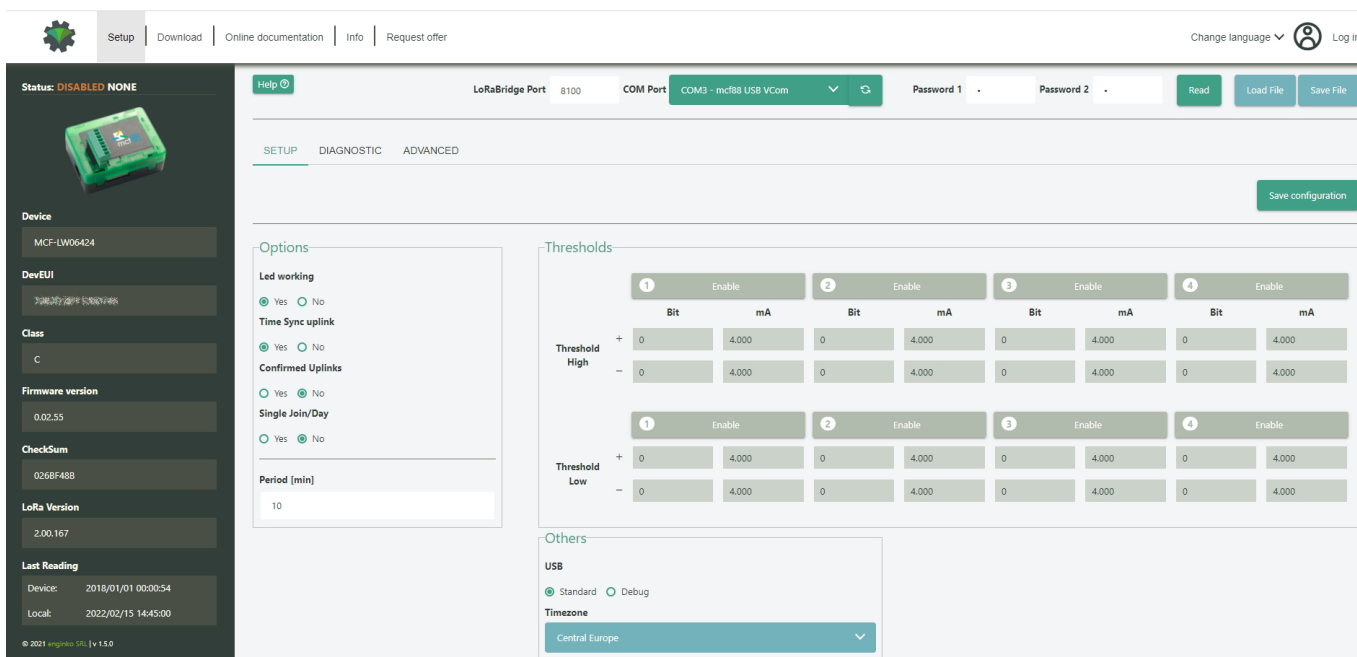 Setup Download Online documentation Info Request offer Change language Log in
Status: DISABLED NONE
Help LoRaBridge Port 8100 COM Port COM3 - mcf88 USB VCom Password 1 Password 2 Read Load File Save File
SETUP DIAGNOSTIC ADVANCED
Save configuration
Device
MCF-LW06424
DevEUI
Class
C
Firmware version
0.02.55
CheckSum
026BF48B
LoRa Version
2.00.167
Last Reading
Device: 2018/01/01 00:00:54
Local: 2022/02/15 14:45:00
© 2021 enginko SRL | v 1.5.0
Options
Led working
Yes No
Time Sync uplink
Yes No
Confirmed Uplinks
Yes No
Single Join/Day
Yes No
Period [min]
10
Thresholds
1 Enable 2 Enable 3 Enable 4 Enable
Bit mA Bit mA Bit mA Bit mA
Threshold High
+ 0 4.000 0 4.000 0 4.000 0 4.000
− 0 4.000 0 4.000 0 4.000 0 4.000
1 Enable 2 Enable 3 Enable 4 Enable
Threshold Low
+ 0 4.000 0 4.000 0 4.000 0 4.000
− 0 4.000 0 4.000 0 4.000 0 4.000
Others
USB
Standard Debug
Timezone
Central Europe